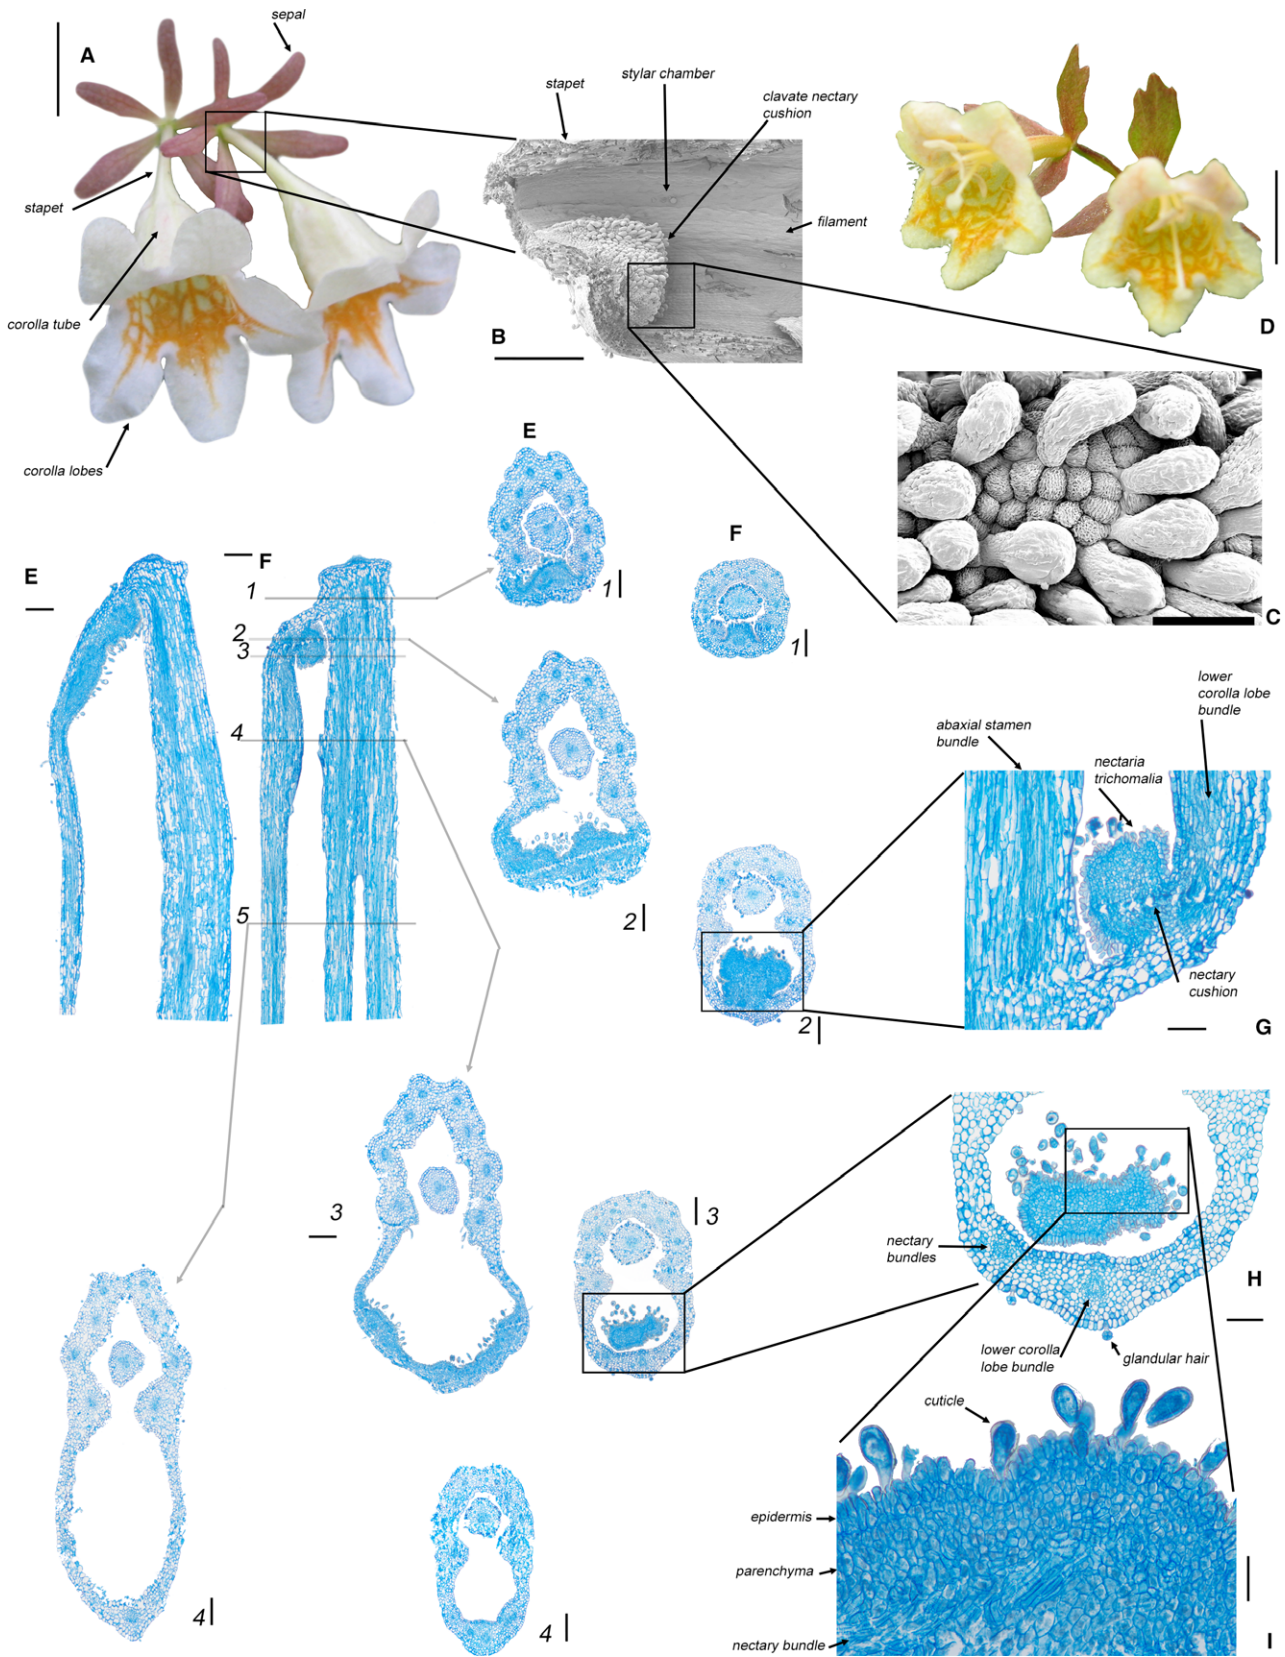 sepal
A
stapet
stylar chamber
clavate nectary
cushion
stapet
filament
corolla tube
B
D
corolla lobes
E
C
F
E
F
1
1
2
3
1
4
lower
corolla lobe
bundle
abaxial stamen
bundle
nectaria
trichomalia
2
5
2
nectary
cushion
G
3
3
nectary
bundles
H
lower corolla
lobe bundle
glandular hair
cuticle
epidermis
parenchyma
4
4
nectary bundle
I